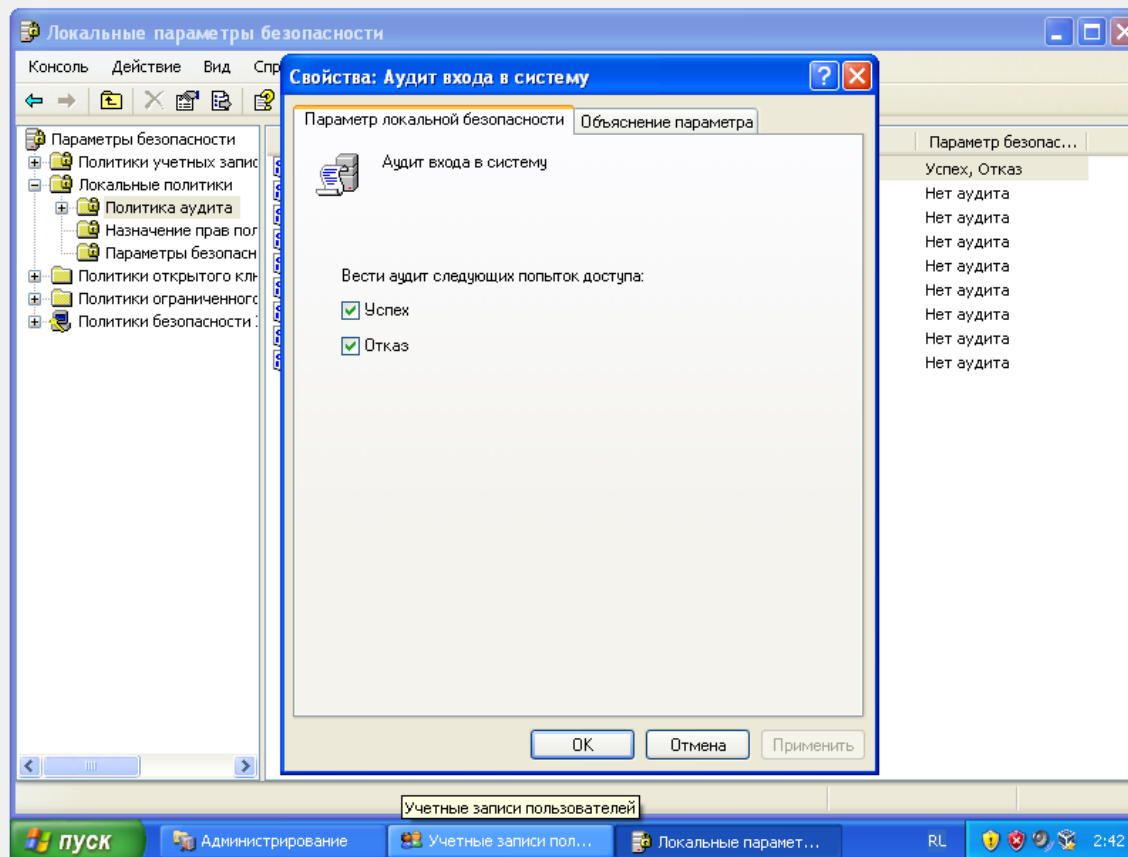 Локальные параметры безопасности
Консоль Действие Вид Спр
Свойства: Аудит входа в систему
Параметр локальной безопасности
Объяснение параметра
Аудит входа в систему
Вести аудит следующих попыток доступа:
Успех
Отказ
OK Отмена Применить
Параметры безопасности
Политики учетных запис
Локальные политики
Политика аудита
Назначение прав пол
Параметры безопасн
Политики открытого клн
Политики ограниченногс
Политики безопасности
Параметр безопас...
Успех, Отказ
Нет аудита
Нет аудита
Нет аудита
Нет аудита
Нет аудита
Нет аудита
Нет аудита
Нет аудита
Учетные записи пользователей
пуск Администрирование Учетные записи пол... Локальные парамет... RL 2:42